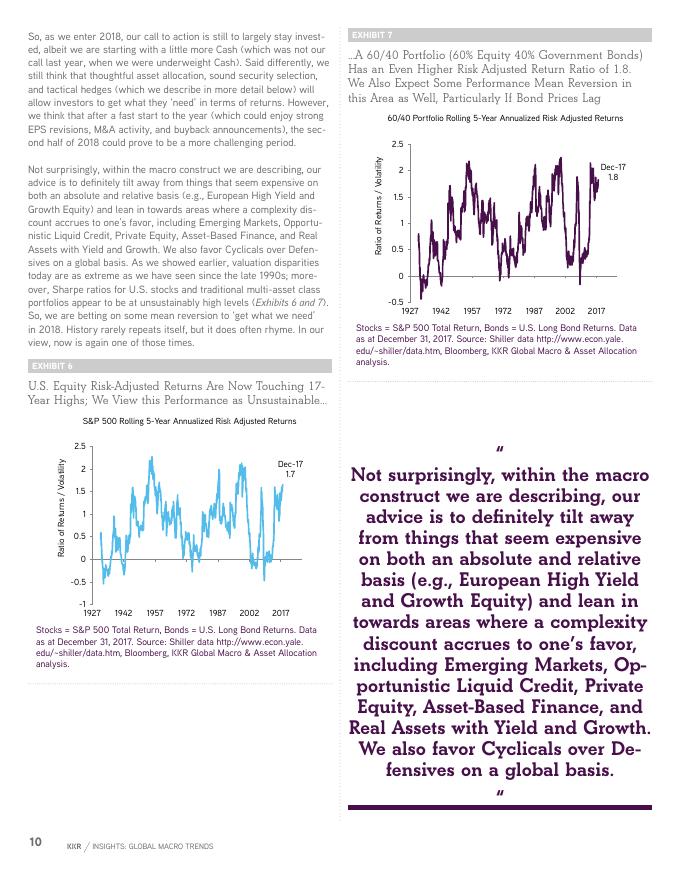 So, as we enter 2018, our call to action is still to largely stay invest-
ed, albeit we are starting with a little more Cash (which was not our
call last year, when we were underweight Cash). Said differently, we
still think that thoughtful asset allocation, sound security selection,
and tactical hedges (which we describe in more detail below) will
allow investors to get what they 'need' in terms of returns. However,
we think that after a fast start to the year (which could enjoy strong
EPS revisions, M&A activity, and buyback announcements), the sec-
ond half of 2018 could prove to be a more challenging period.
Not surprisingly, within the macro construct we are describing, our
advice is to definitely tilt away from things that seem expensive on
both an absolute and relative basis (e.g., European High Yield and
Growth Equity) and lean in towards areas where a complexity dis-
count accrues to one's favor, including Emerging Markets, Opportu-
nistic Liquid Credit, Private Equity, Asset-Based Finance, and Real
Assets with Yield and Growth. We also favor Cyclicals over Defen-
sives on a global basis. As we showed earlier, valuation disparities
today are as extreme as we have seen since the late 1990s; more-
over, Sharpe ratios for U.S. stocks and traditional multi-asset class
portfolios appear to be at unsustainably high levels (Exhibits 6 and 7).
So, we are betting on some mean reversion to 'get what we need'
in 2018. History rarely repeats itself, but it does often rhyme. In our
view, now is again one of those times.
EXHIBIT 6
U.S. Equity Risk-Adjusted Returns Are Now Touching 17-
Year Highs; We View this Performance as Unsustainable...
S&P 500 Rolling 5-Year Annualized Risk Adjusted Returns
Ratio of Returns / Volatility
2.5
2
1.5
1
0.5
0
-0.5
-1
Dec-17
1.7
1927 1942 1957 1972 1987 2002 2017
Stocks = S&P 500 Total Return, Bonds = U.S. Long Bond Returns. Data
as at December 31, 2017. Source: Shiller data http://www.econ.yale.
edu/~shiller/data.htm, Bloomberg, KKR Global Macro & Asset Allocation
analysis.
EXHIBIT 7
...A 60/40 Portfolio (60% Equity 40% Government Bonds)
Has an Even Higher Risk Adjusted Return Ratio of 1.8.
We Also Expect Some Performance Mean Reversion in
this Area as Well, Particularly If Bond Prices Lag
60/40 Portfolio Rolling 5-Year Annualized Risk Adjusted Returns
Ratio of Returns / Volatility
2.5
2
1.5
1
0.5
0
-0.5
Dec-17
1.8
1927 1942 1957 1972 1987 2002 2017
Stocks = S&P 500 Total Return, Bonds = U.S. Long Bond Returns. Data
as at December 31, 2017. Source: Shiller data http://www.econ.yale.
edu/~shiller/data.htm, Bloomberg, KKR Global Macro & Asset Allocation
analysis.
"
Not surprisingly, within the macro
construct we are describing, our
advice is to definitely tilt away
from things that seem expensive
on both an absolute and relative
basis (e.g., European High Yield
and Growth Equity) and lean in
towards areas where a complexity
discount accrues to one's favor,
including Emerging Markets, Op-
portunistic Liquid Credit, Private
Equity, Asset-Based Finance, and
Real Assets with Yield and Growth.
We also favor Cyclicals over De-
fensives on a global basis.
"
10 KKR / INSIGHTS: GLOBAL MACRO TRENDS